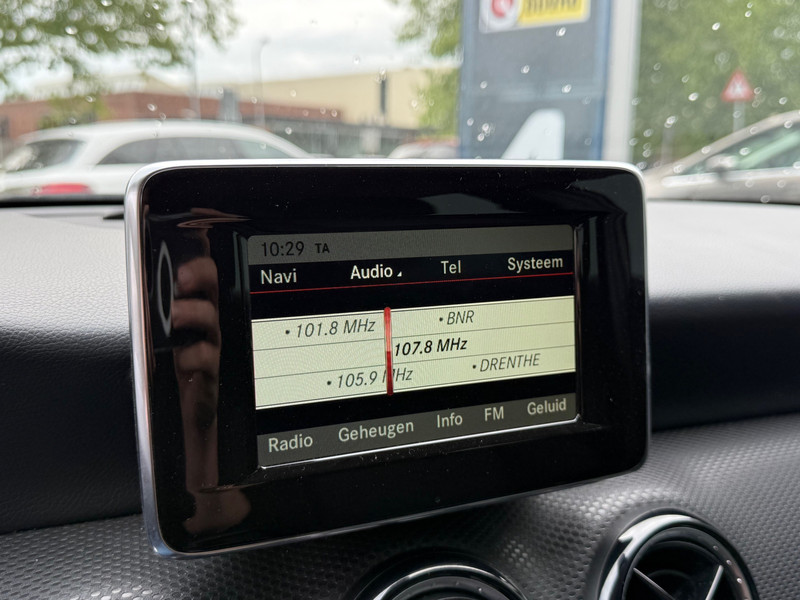 10:29 TA
Navi Audio Tel Systeem
• 101.8 MHz • BNR
107.8 MHz
• 105.9 MHz • DRENTHE
Radio Geheugen Info FM Geluid